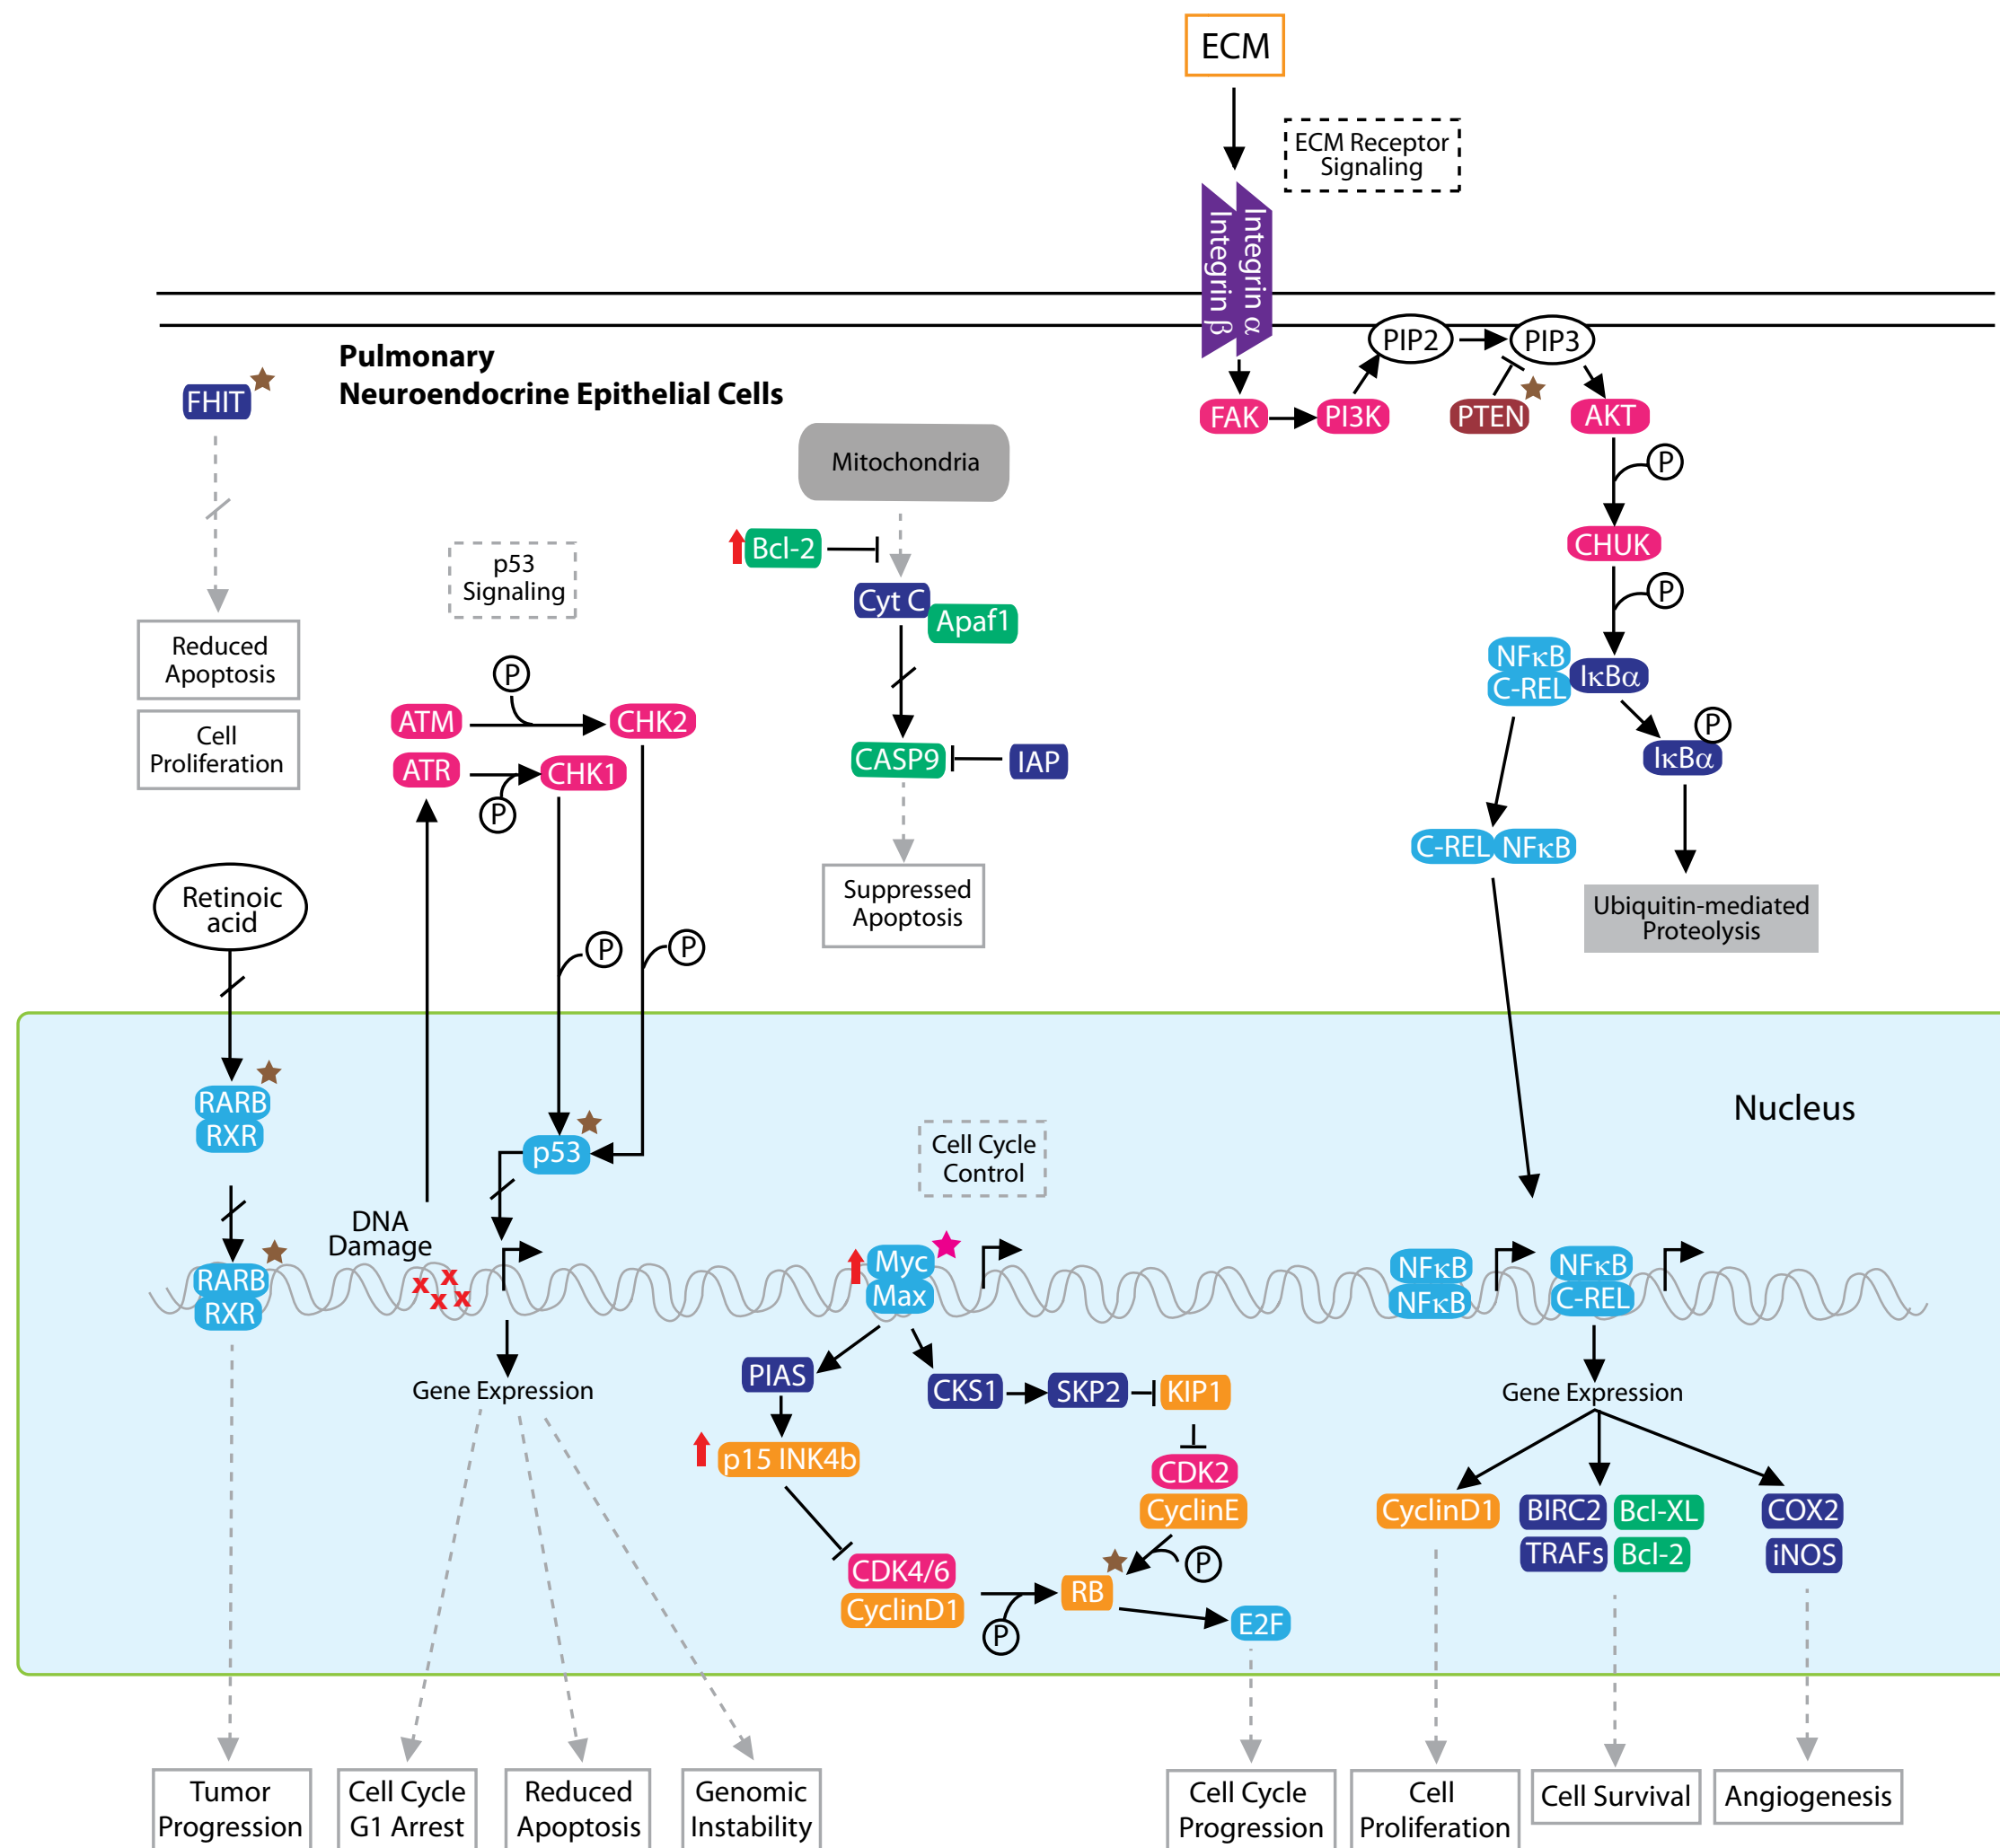 ECM
ECM Receptor
Signaling
Integrin β
Integrin α
Pulmonary
Neuroendocrine Epithelial Cells
PIP2
PIP3
FHIT
FAK
PI3K
PTEN
AKT
Mitochondria
P
Bcl-2
CHUK
p53
Signaling
Cyt C
Apaf1
P
Reduced
Apoptosis
NFκB
C-REL
IκBα
P
ATM
CHK2
P
Cell
Proliferation
ATR
CHK1
P
CASP9
IAP
IκBα
C-REL
NFκB
Retinoic
acid
Suppressed
Apoptosis
Ubiquitin-mediated
Proteolysis
P
P
RARB
RXR
Nucleus
p53
Cell Cycle
Control
DNA
Damage
RARB
RXR
x
x
x
x
Myc
Max
NFκB
NFκB
NFκB
C-REL
Gene Expression
PIAS
CKS1
SKP2
KIP1
Gene Expression
p15 INK4b
CDK2
CyclinE
CyclinD1
BIRC2
Bcl-XL
COX2
TRAFs
Bcl-2
iNOS
P
CDK4/6
CyclinD1
RB
P
E2F
Tumor
Progression
Cell Cycle
G1 Arrest
Reduced
Apoptosis
Genomic
Instability
Cell Cycle
Progression
Cell
Proliferation
Cell Survival
Angiogenesis